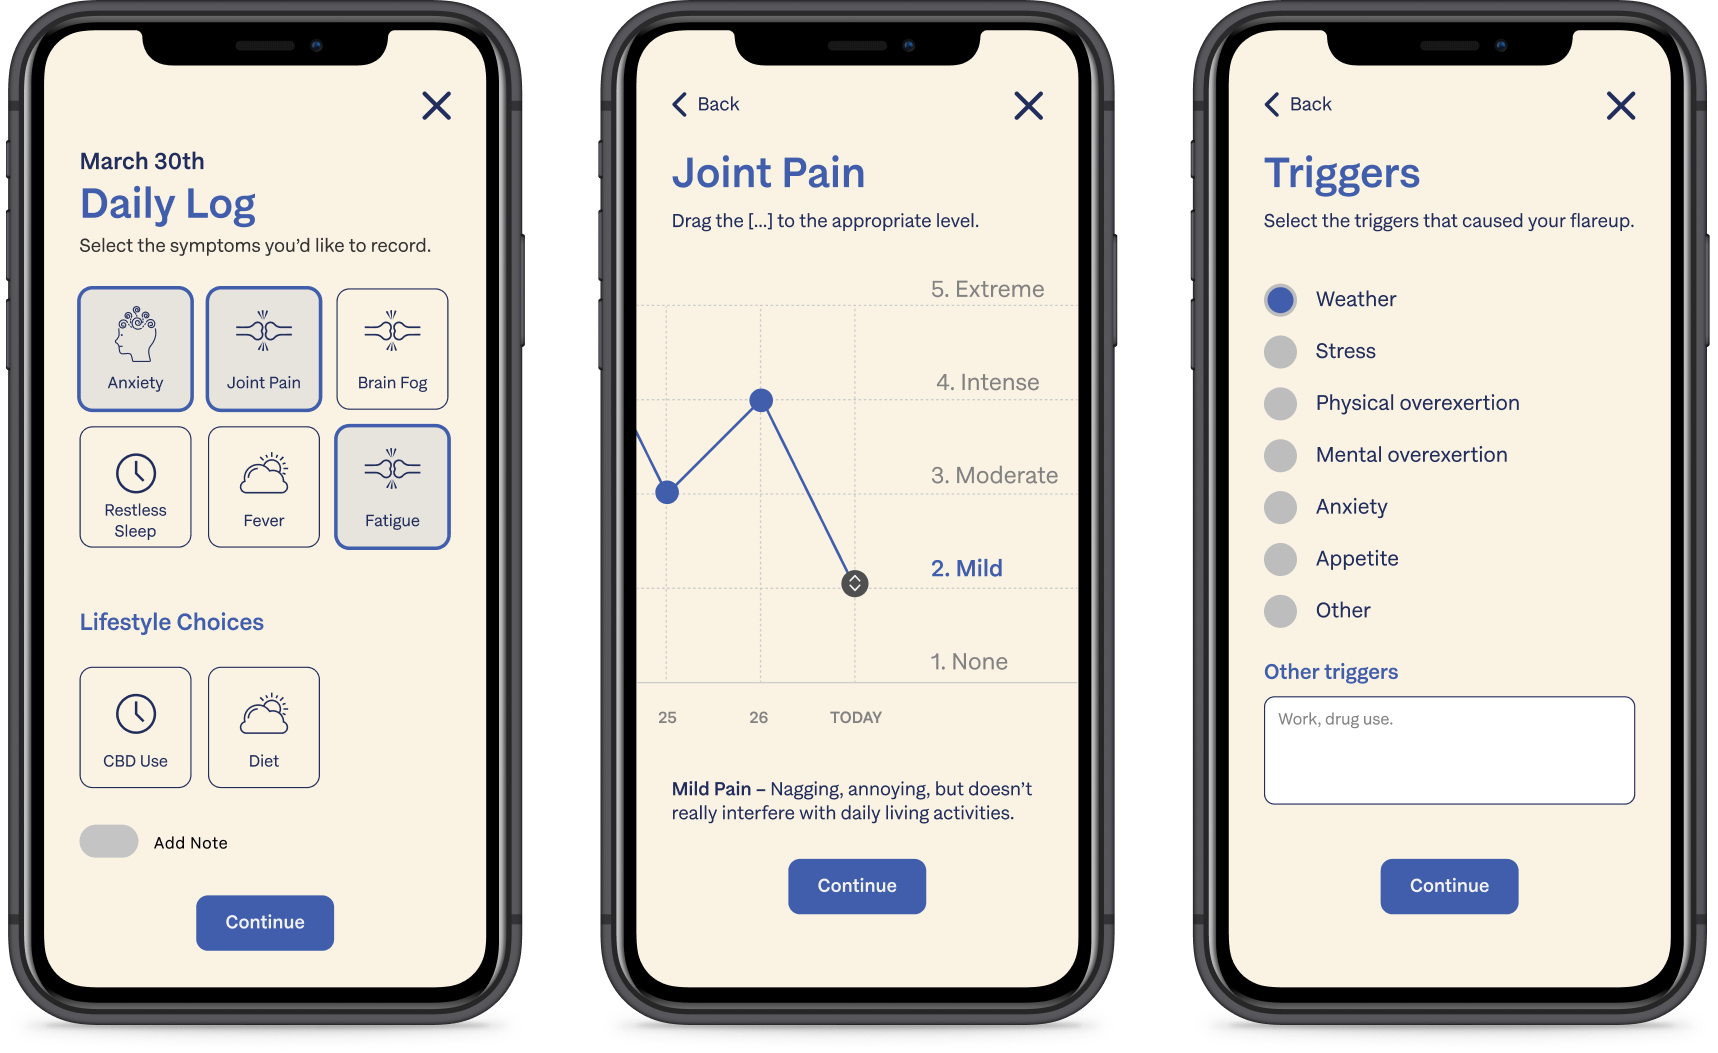 March 30th
Daily Log
Select the symptoms you’d like to record.
Anxiety
Joint Pain
Brain Fog
Restless
Sleep
Fever
Fatigue
Lifestyle Choices
CBD Use
Diet
Add Note
Continue
Back
Joint Pain
Drag the [...] to the appropriate level.
5. Extreme
4. Intense
3. Moderate
2. Mild
1. None
25
26
TODAY
Mild Pain – Nagging, annoying, but doesn’t
really interfere with daily living activities.
Continue
Back
Triggers
Select the triggers that caused your flareup.
Weather
Stress
Physical overexertion
Mental overexertion
Anxiety
Appetite
Other
Other triggers
Work, drug use.
Continue